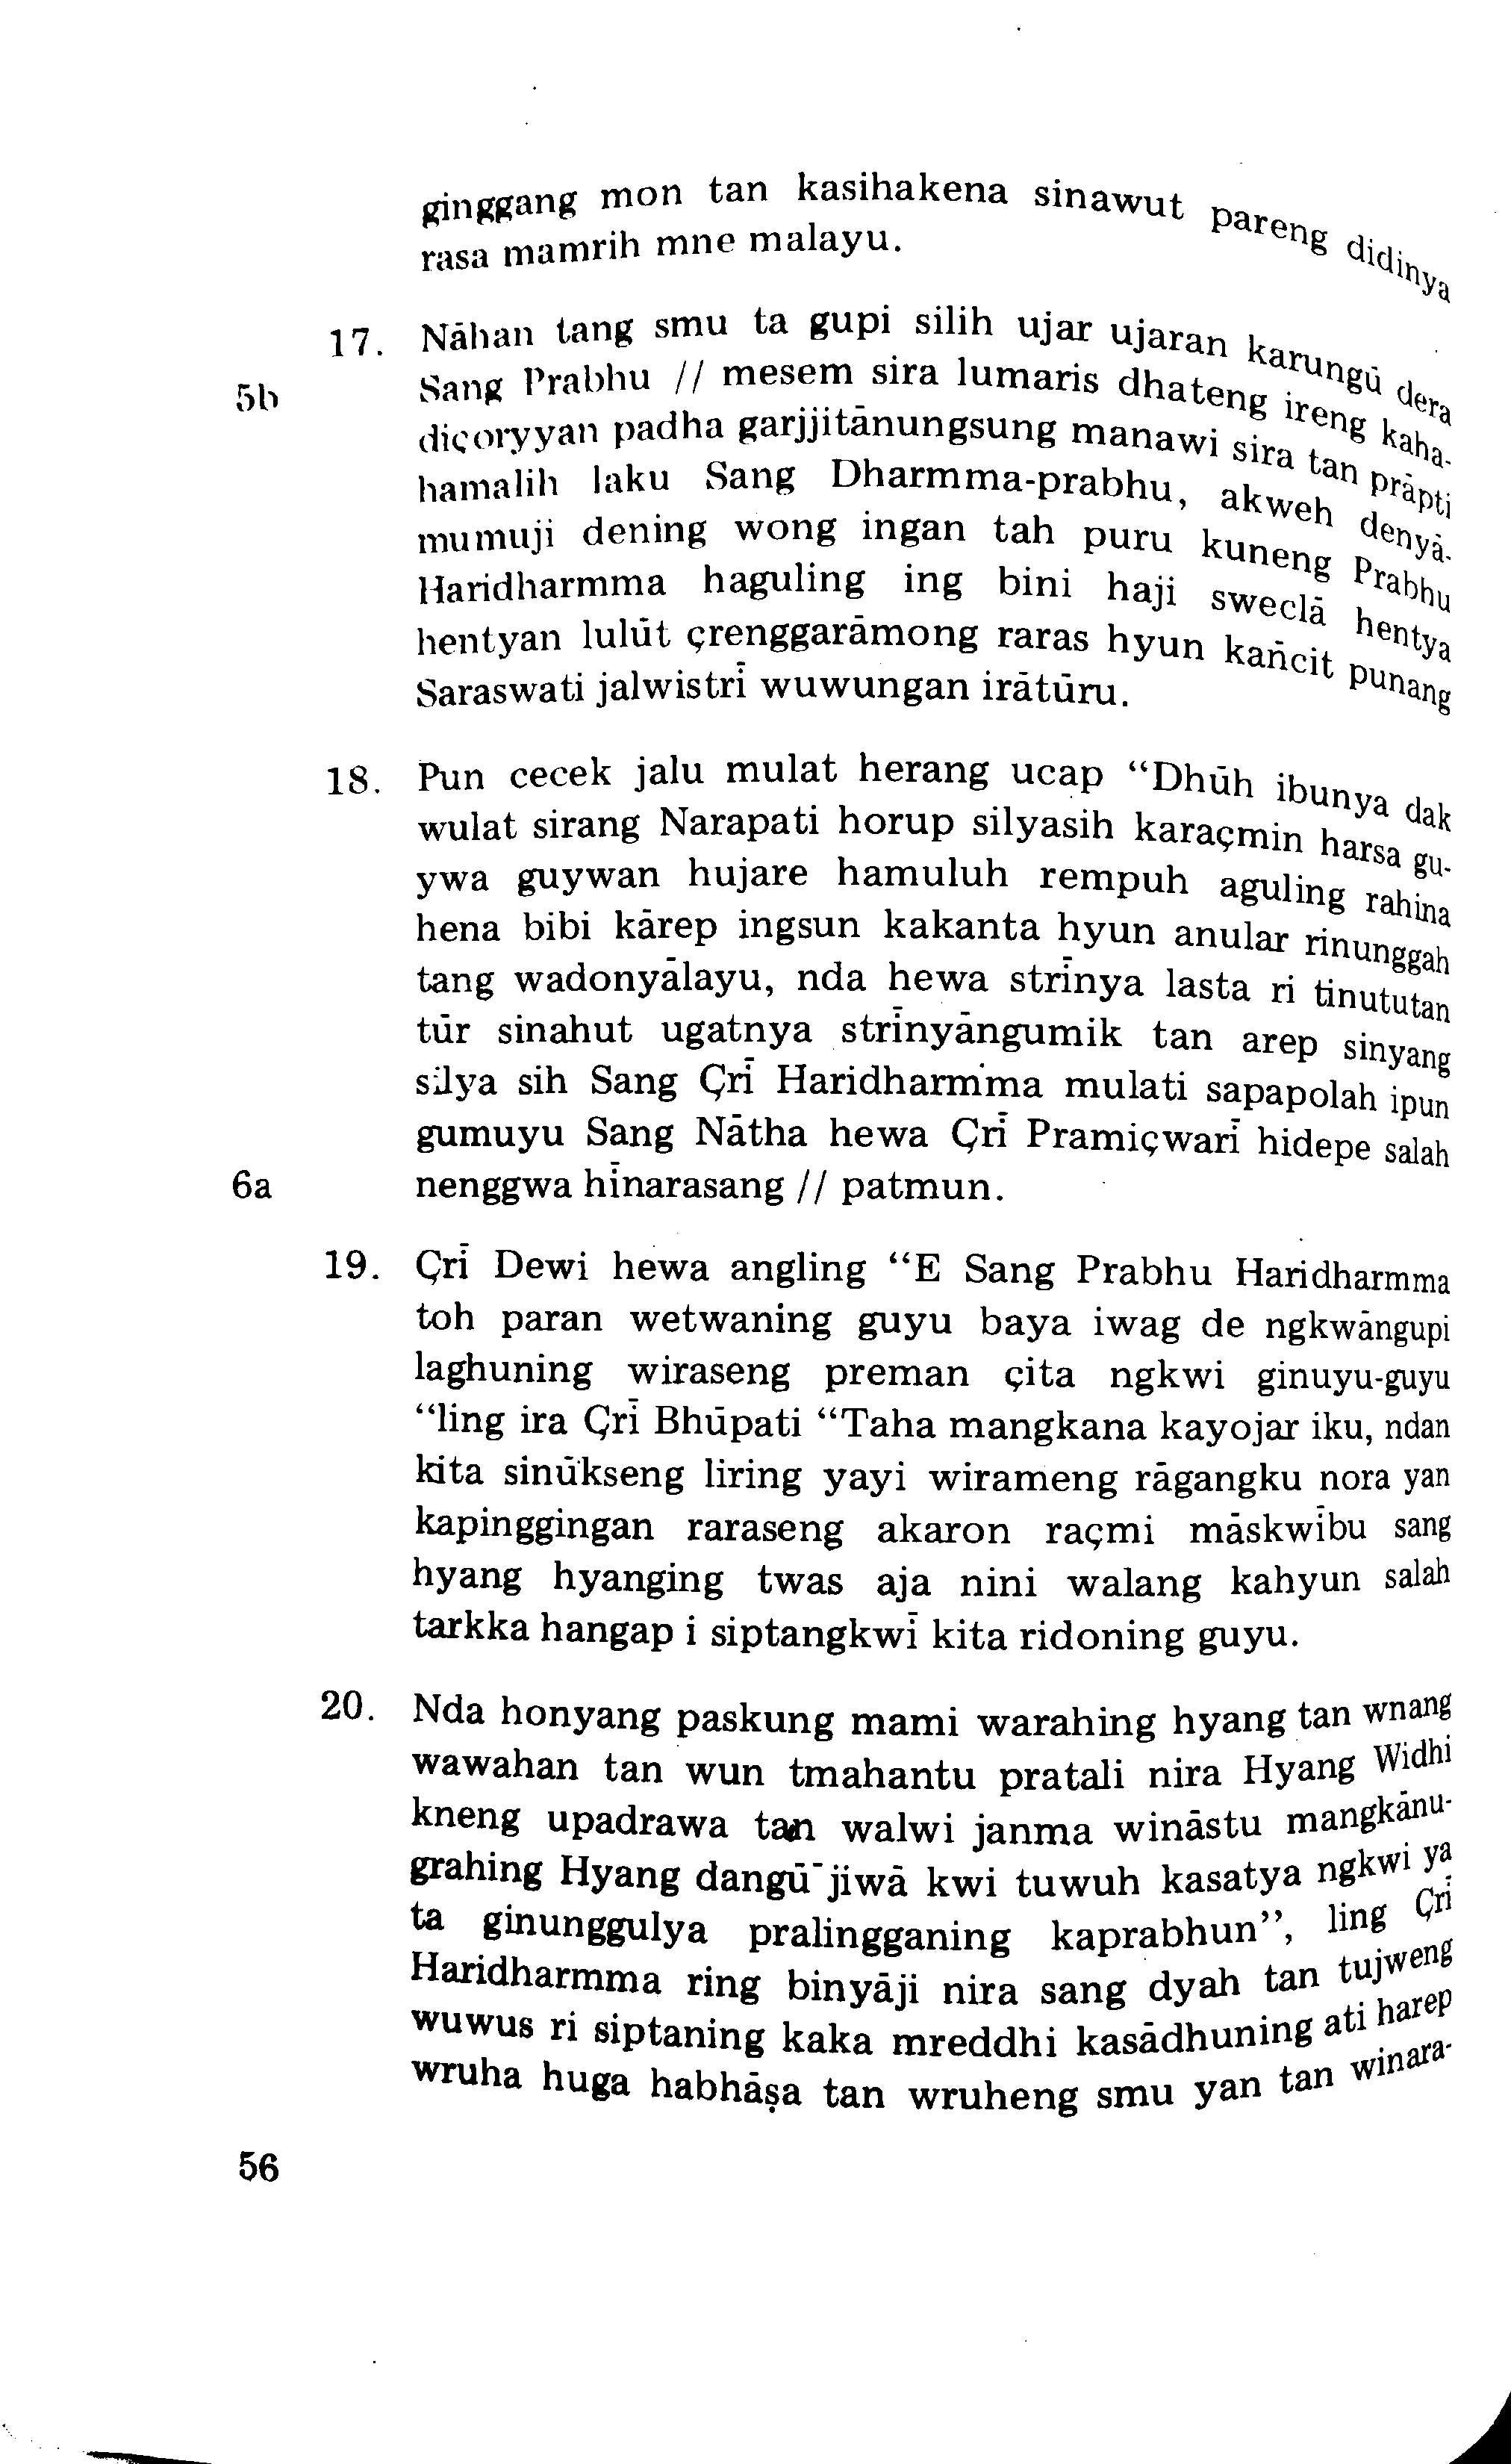 ginggang mon tan kasihakena sinawut pareng didinya
rasa mamrih mne malayu.
17. Nāhan tang smu ta gupi silih ujar ujaran karungū dera
5b Sang Prabhu // mesem sira lumaris dhateng ireng kaha-
diçoryyan padha garjjitānungsung manawi sira tan prāpti
hamalih laku Sang Dharmma-prabhu, akweh denyā-
mumuji dening wong ingan tah puru kuneng Prabhu
Haridharmma haguling ing bini haji sweclā hentya
hentyan lulūt çrenggarāmong raras hyun kañcit punang
Saraswati jalwistrī wuwungan irātūru.
18. Pun cecek jalu mulat herang ucap “Dhūh ibunya dak
wulat sirang Narapati horup silyasih karaçmin harsa gu-
ywa guywan hujare hamuluh rempuh aguling rahina
hena bibi kārep ingsun kakanta hyun anular rinunggah
tang wadonyālayu, nda hewa strīnya lasta ri tinututan
tūr sinahut ugatnya strīnyāngumik tan arep sinyang
silya sih Sang Çrī Haridharmma mulati sapapolah ipun
gumuyu Sang Nātha hewa Çrī Pramiçwarī hidepe salah
6a nenggwa hīnarasang // patmun.
19. Çrī Dewi hewa angling “E Sang Prabhu Haridharmma
toh paran wetwaning guyu baya iwag de ngkwāngupi
laghuning wiraseng preman çita ngkwi ginuyu-guyu
“ling ira Çrī Bhūpati “Taha mangkana kayojar iku, ndan
kita sinūkseng liring yayi wirameng rāgangku nora yan
kapinggingan raraseng akaron raçmi māskwību sang
hyang hyanging twas aja nini walang kahyun salah
tarkka hangap i siptangkwī kita ridoning guyu.
20. Nda honyang paskung mami warahing hyang tan wnang
wawahan tan wun tmahantu pratali nira Hyang Widhi
kneng upadrawa tan walwi janma wināstu mangkānu-
grahing Hyang dangū jiwā kwi tuwuh kasatya ngkwi ya
ta ginunggulya pralingganing kaprabhun”, ling Çrī
Haridharmma ring binyāji nira sang dyah tan tujweng
wuwus ri siptaning kaka mreddhi kasādhuning ati harep
wruha huga habhāṣa tan wruheng smu yan tan winara-
56